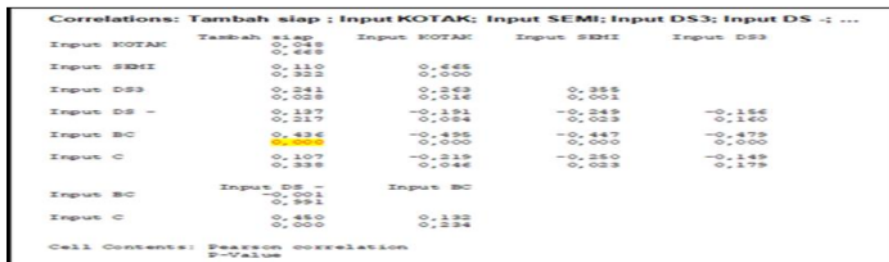 Correlations: Tambah siap ; Input KOTAK; Input SEMI; Input DS3; Input DS -; ...
Tambah siap Input KOTAK Input SEMI Input DS3
Input KOTAK 0,048
0,668
Input SEMI 0,110 0,665
0,322 0,000
Input DS3 0,241 0,263 0,355
0,028 0,016 0,001
Input DS - 0,137 -0,191 -0,249 -0,156
0,217 0,084 0,023 0,160
Input BC 0,436 -0,495 -0,447 -0,479
0,000 0,000 0,000 0,000
Input C 0,107 -0,219 -0,250 -0,149
0,338 0,046 0,023 0,179
Input DS - Input BC
Input BC -0,001
0,991
Input C 0,450 0,132
0,000 0,234
Cell Contents: Pearson correlation
P-Value